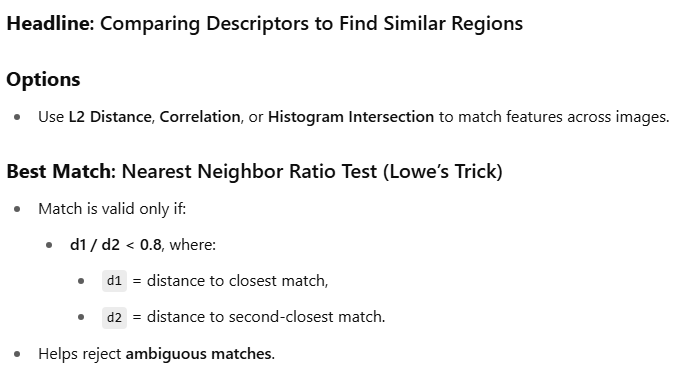 Headline: Comparing Descriptors to Find Similar Regions
Options
Use L2 Distance, Correlation, or Histogram Intersection to match features across images.
Best Match: Nearest Neighbor Ratio Test (Lowe’s Trick)
Match is valid only if:
d1 / d2 < 0.8, where:
d1 = distance to closest match,
d2 = distance to second-closest match.
Helps reject ambiguous matches.